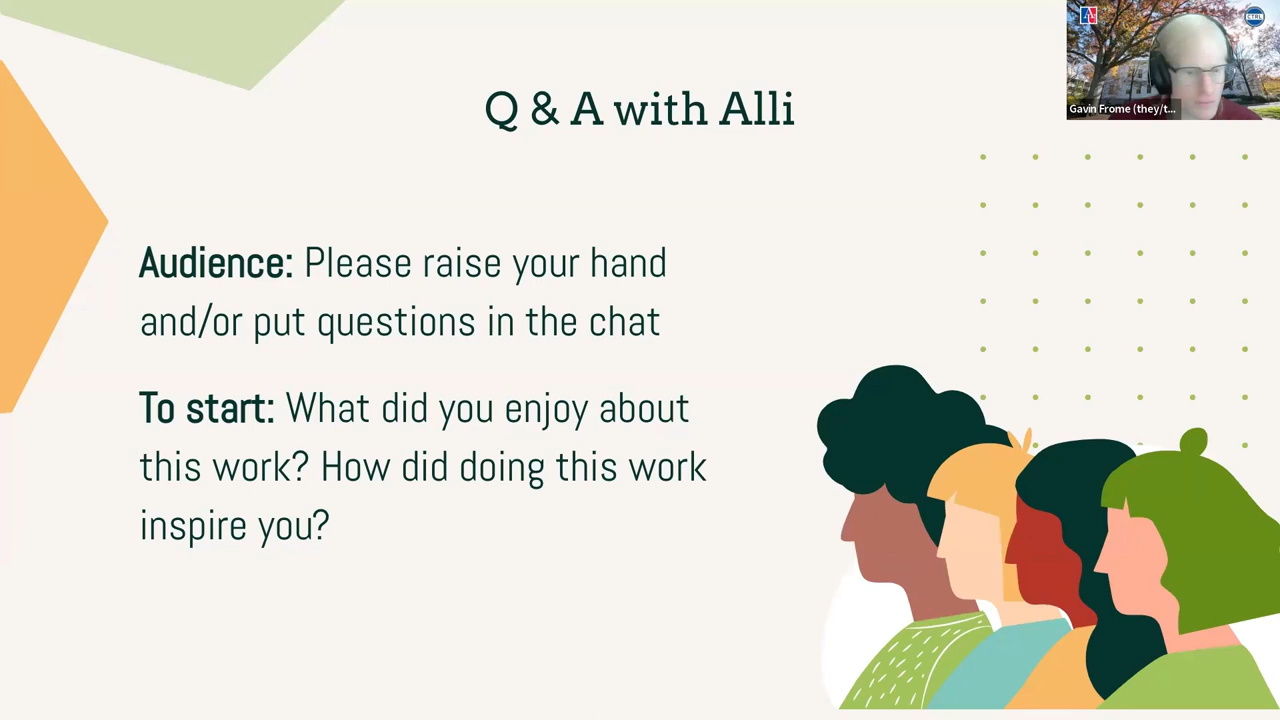 Q & A with Alli
CTRL
Gavin Frome (they/t...
Audience: Please raise your hand
and/or put questions in the chat
To start: What did you enjoy about
this work? How did doing this work
inspire you?